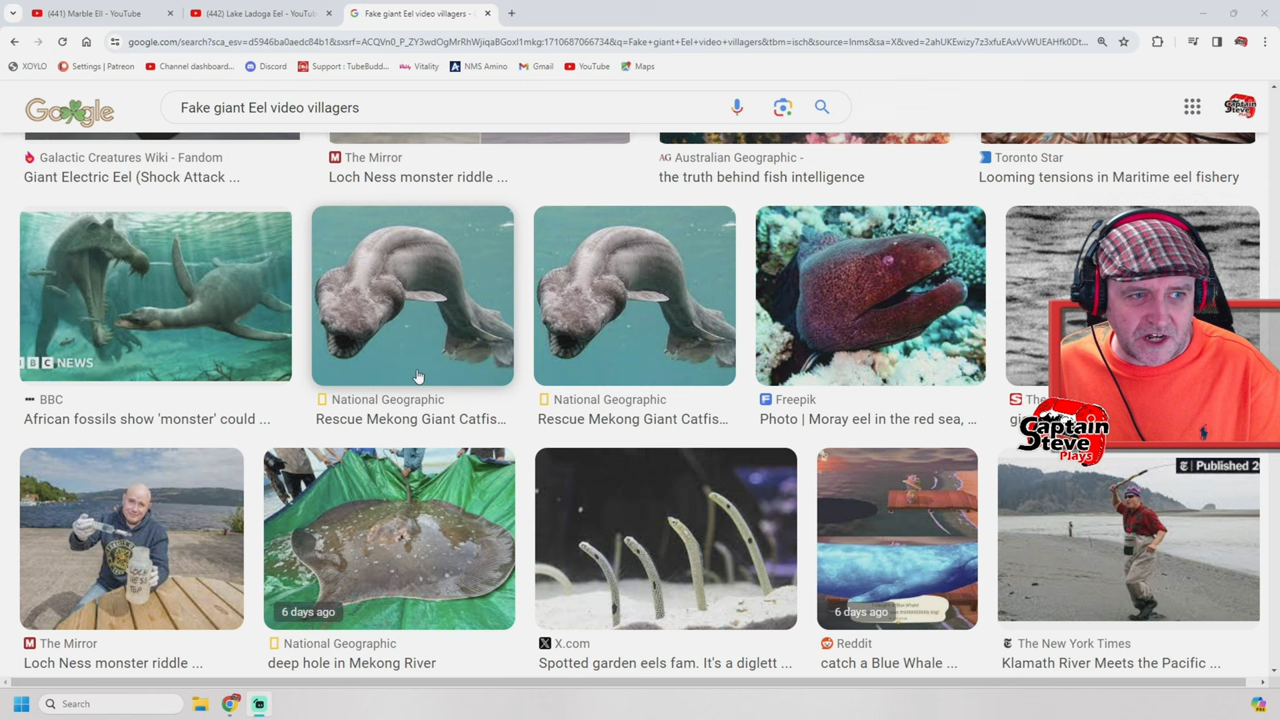 (441) Marble Ell - YouTube
(442) Lake Ladoga Eel - YouTub
Fake giant Eel video villagers -
google.com/search?sca_esv=d5946ba0aedc84b1&sxsrf=ACQVn0_P_ZY3wdOgMrRhWjiqaBGoxI1mkg:1710687066734&q=Fake+giant+Eel+video+villagers&tbm=isch&source=lnms&sa=X&ved=2ahUKEwizy7z3xfuEAxVvWUEAHfk0Dt...
XOYLO
Settings | Patreon
Channel dashboard...
Discord
Support : TubeBudd...
Vitality
NMS Amino
Gmail
YouTube
Maps
Google
Fake giant Eel video villagers
Captain Steve
Galactic Creatures Wiki - Fandom
Giant Electric Eel (Shock Attack ...
The Mirror
Loch Ness monster riddle ...
AG Australian Geographic -
the truth behind fish intelligence
Toronto Star
Looming tensions in Maritime eel fishery
BBC NEWS
BBC
African fossils show 'monster' could ...
National Geographic
Rescue Mekong Giant Catfis...
National Geographic
Rescue Mekong Giant Catfis...
Freepik
Photo | Moray eel in the red sea, ...
The
Captain
Steve
Plays
6 days ago
6 days ago
Published 2
The Mirror
Loch Ness monster riddle ...
National Geographic
deep hole in Mekong River
X.com
Spotted garden eels fam. It's a diglett ...
Reddit
catch a Blue Whale ...
The New York Times
Klamath River Meets the Pacific ...
Search